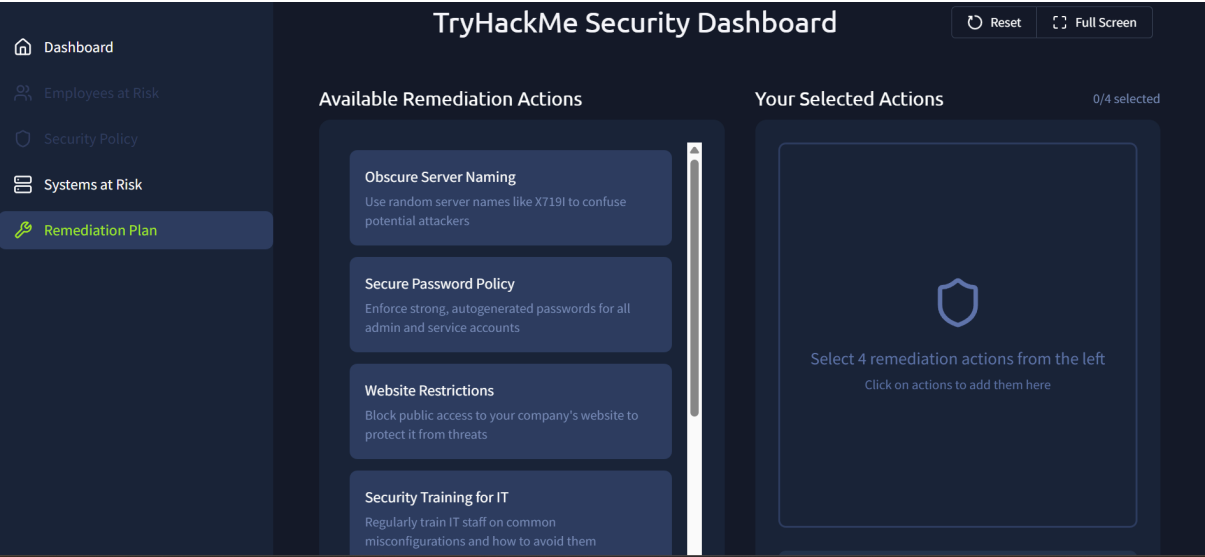 TryHackMe Security Dashboard
Reset
Full Screen
Dashboard
Employees at Risk
Security Policy
Systems at Risk
Remediation Plan
Available Remediation Actions
Obscure Server Naming
Use random server names like X719I to confuse
potential attackers
Secure Password Policy
Enforce strong, autogenerated passwords for all
admin and service accounts
Website Restrictions
Block public access to your company's website to
protect it from threats
Security Training for IT
Regularly train IT staff on common
misconfigurations and how to avoid them
Your Selected Actions
0/4 selected
Select 4 remediation actions from the left
Click on actions to add them here